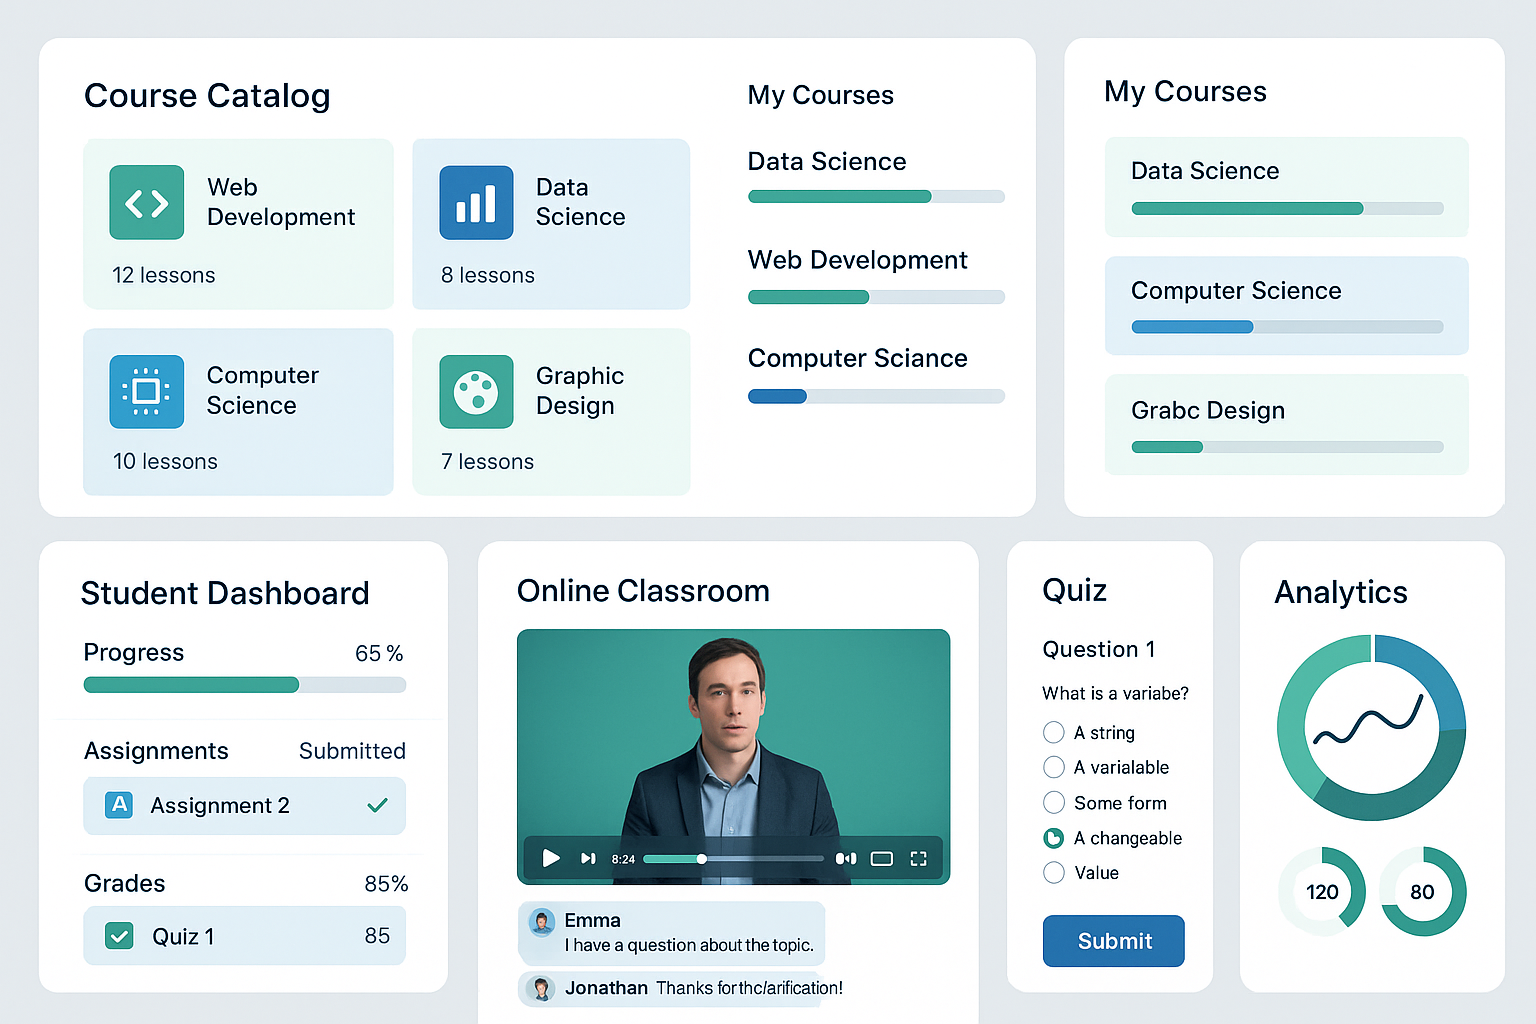 Course Catalog
Web
Development
12 lessons
Data
Science
8 lessons
Computer
Science
10 lessons
Graphic
Design
7 lessons
My Courses
Data Science
Web Development
Computer Sciance
My Courses
Data Science
Computer Science
Grabc Design
Student Dashboard
Progress 65%
Assignments Submitted
A Assignment 2
Grades 85%
Quiz 1 85
Online Classroom
8:24
Emma
I have a question about the topic.
Jonathan Thanks for thc/arification!
Quiz
Question 1
What is a variabe?
A string
A varialable
Some form
A changeable
Value
Submit
Analytics
120
80